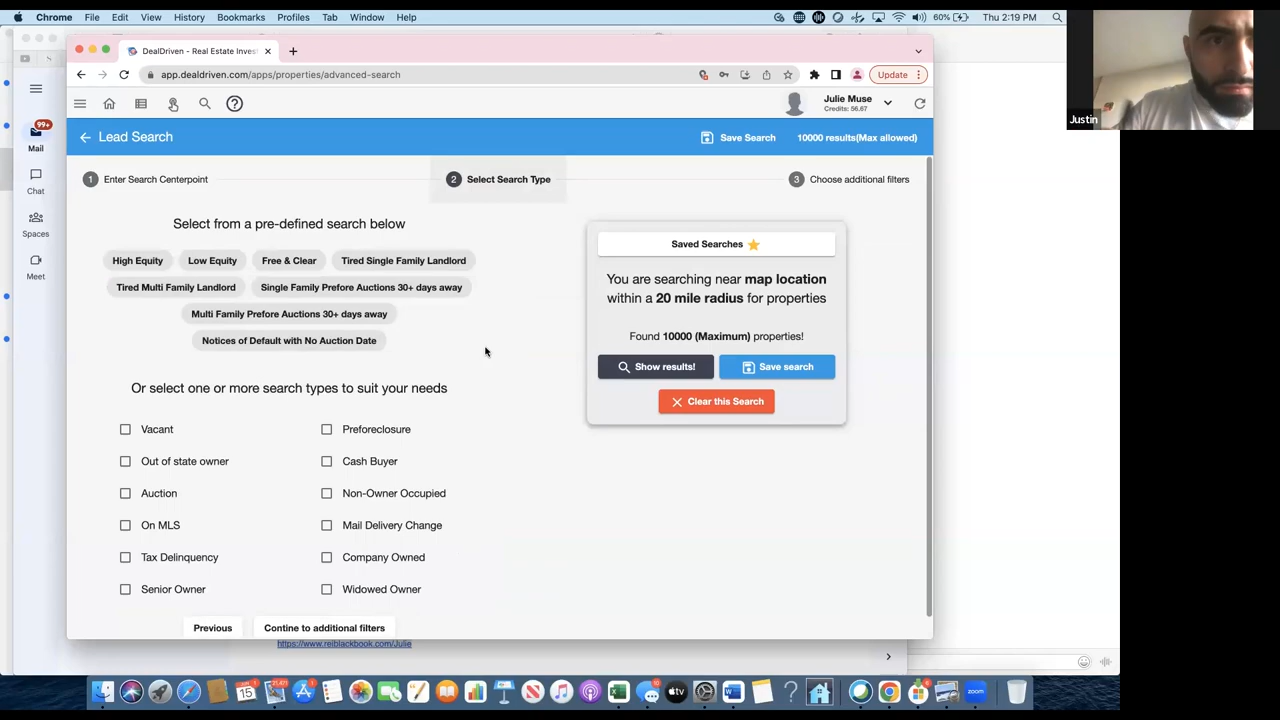 Chrome File Edit View History Bookmarks Profiles Tab Window Help 60% Thu 2:19 PM
DealDriven - Real Estate Invest
app.dealdriven.com/apps/properties/advanced-search
Update
Julie Muse
Credits: 56.67
Justin
Lead Search
Save Search
10000 results(Max allowed)
1 Enter Search Centerpoint
2 Select Search Type
3 Choose additional filters
99+
Mail
Chat
Spaces
Meet
Select from a pre-defined search below
High Equity Low Equity Free & Clear Tired Single Family Landlord
Tired Multi Family Landlord Single Family Prefore Auctions 30+ days away
Multi Family Prefore Auctions 30+ days away
Notices of Default with No Auction Date
Or select one or more search types to suit your needs
Vacant Preforeclosure
Out of state owner Cash Buyer
Auction Non-Owner Occupied
On MLS Mail Delivery Change
Tax Delinquency Company Owned
Senior Owner Widowed Owner
Previous Contine to additional filters
Saved Searches
You are searching near map location
within a 20 mile radius for properties
Found 10000 (Maximum) properties!
Show results! Save search
Clear this Search
https://www.reiblackbook.com/Julie
15
tv
zoom